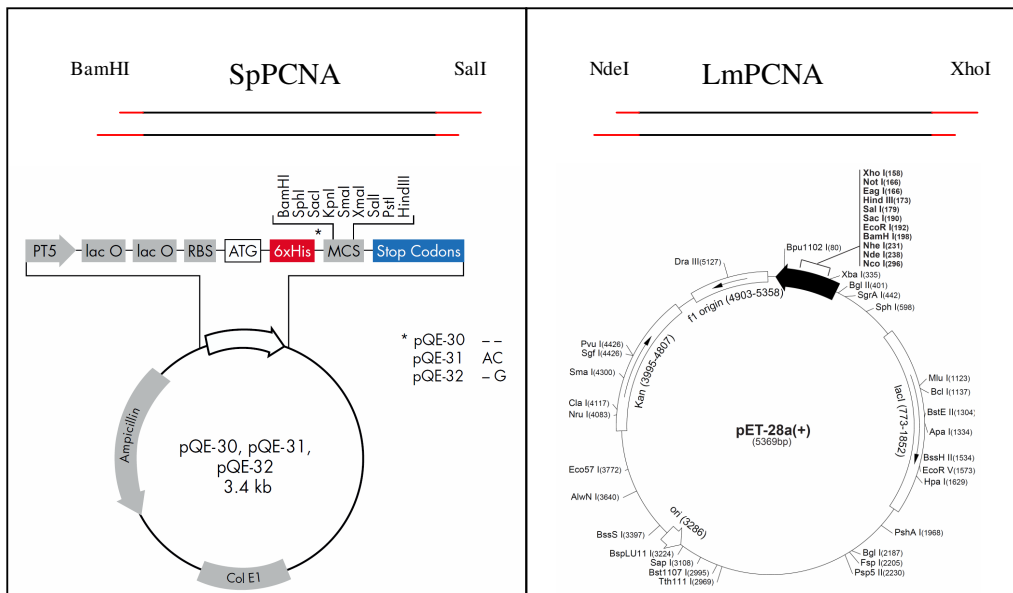 BamHI SpPCNA SalI
BamHI
SphI
SacI
KpnI
SmaI
XmaI
SalI
PstI
HindIII
*
PT5 lac O lac O RBS ATG 6xHis MCS Stop Codons
* pQE-30 – –
pQE-31 AC
pQE-32 – G
Ampicillin
pQE-30, pQE-31,
pQE-32
3.4 kb
Col E1
NdeI LmPCNA XhoI
Xho I(158)
Not I(166)
Eag I(166)
Hind III(173)
Sal I(179)
Sac I(190)
EcoR I(192)
BamH I(198)
Nhe I(231)
Nde I(238)
Nco I(296)
Bpu1102 I(80)
Dra III(5127)
Xba I(335)
Bgl II(401)
SgrA I(442)
Sph I(598)
f1 origin (4903-5358)
Pvu I(4426)
Sgf I(4426)
Sma I(4300)
Kan (3995-4807)
Cla I(4117)
Nru I(4083)
Mlu I(1123)
Bcl I(1137)
BstE II(1304)
Apa I(1334)
lacI (773-1852)
BssH II(1534)
EcoR V(1573)
Hpa I(1629)
pET-28a(+)
(5369bp)
Eco57 I(3772)
AlwN I(3640)
ori (3286)
BssS I(3397)
BspLU11 I(3224)
Sap I(3108)
Bst1107 I(2995)
Tth111 I(2969)
PshA I(1968)
Bgl I(2187)
Fsp I(2205)
Psp5 II(2230)